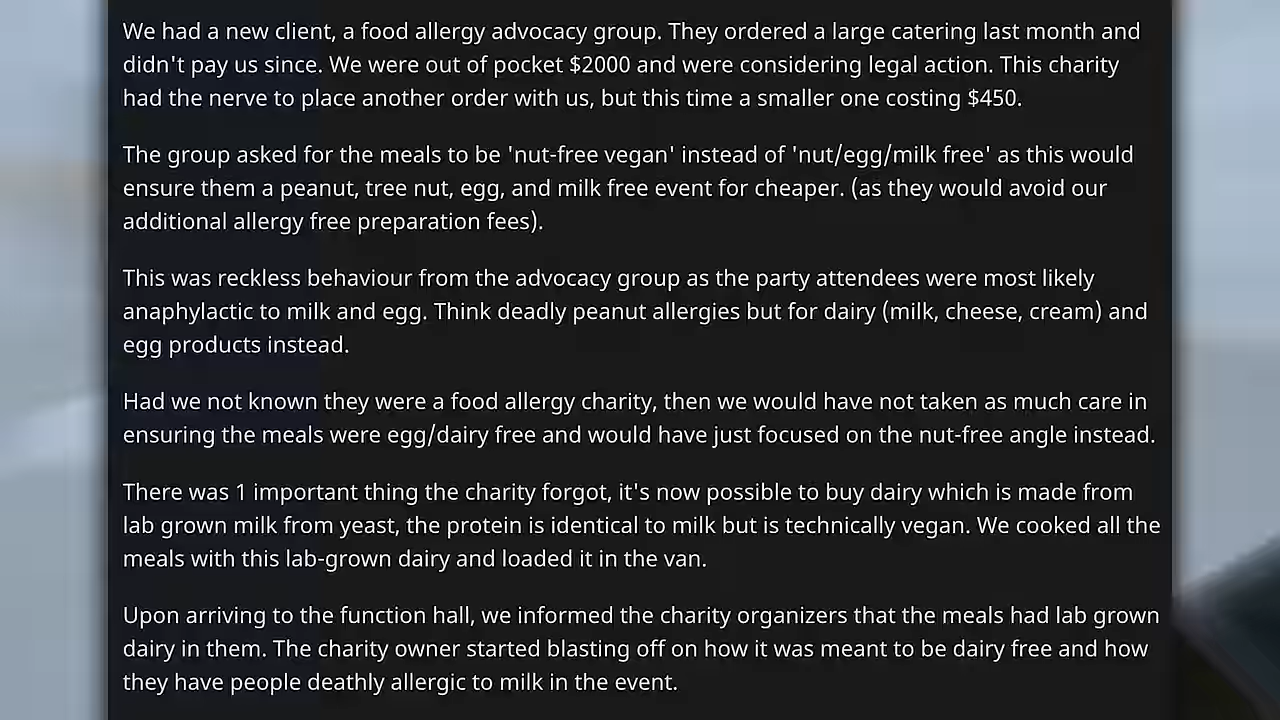 We had a new client, a food allergy advocacy group. They ordered a large catering last month and
didn't pay us since. We were out of pocket $2000 and were considering legal action. This charity
had the nerve to place another order with us, but this time a smaller one costing $450.
The group asked for the meals to be 'nut-free vegan' instead of 'nut/egg/milk free' as this would
ensure them a peanut, tree nut, egg, and milk free event for cheaper. (as they would avoid our
additional allergy free preparation fees).
This was reckless behaviour from the advocacy group as the party attendees were most likely
anaphylactic to milk and egg. Think deadly peanut allergies but for dairy (milk, cheese, cream) and
egg products instead.
Had we not known they were a food allergy charity, then we would have not taken as much care in
ensuring the meals were egg/dairy free and would have just focused on the nut-free angle instead.
There was 1 important thing the charity forgot, it's now possible to buy dairy which is made from
lab grown milk from yeast, the protein is identical to milk but is technically vegan. We cooked all the
meals with this lab-grown dairy and loaded it in the van.
Upon arriving to the function hall, we informed the charity organizers that the meals had lab grown
dairy in them. The charity owner started blasting off on how it was meant to be dairy free and how
they have people deathly allergic to milk in the event.